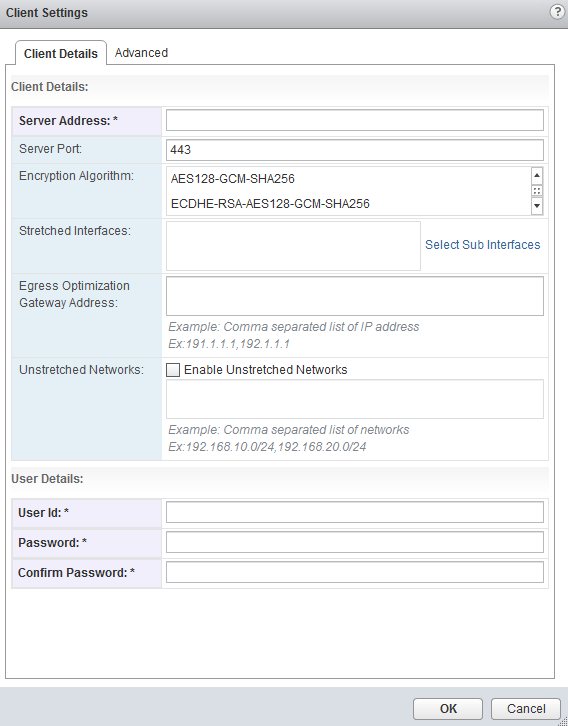 Client Settings
?
Client Details
Advanced
Client Details:
Server Address: *
Server Port:
443
Encryption Algorithm:
AES128-GCM-SHA256
ECDHE-RSA-AES128-GCM-SHA256
Stretched Interfaces:
Select Sub Interfaces
Egress Optimization
Gateway Address:
Example: Comma separated list of IP address
Ex:191.1.1.1,192.1.1.1
Unstretched Networks:
Enable Unstretched Networks
Example: Comma separated list of networks
Ex:192.168.10.0/24,192.168.20.0/24
User Details:
User Id: *
Password: *
Confirm Password: *
OK
Cancel